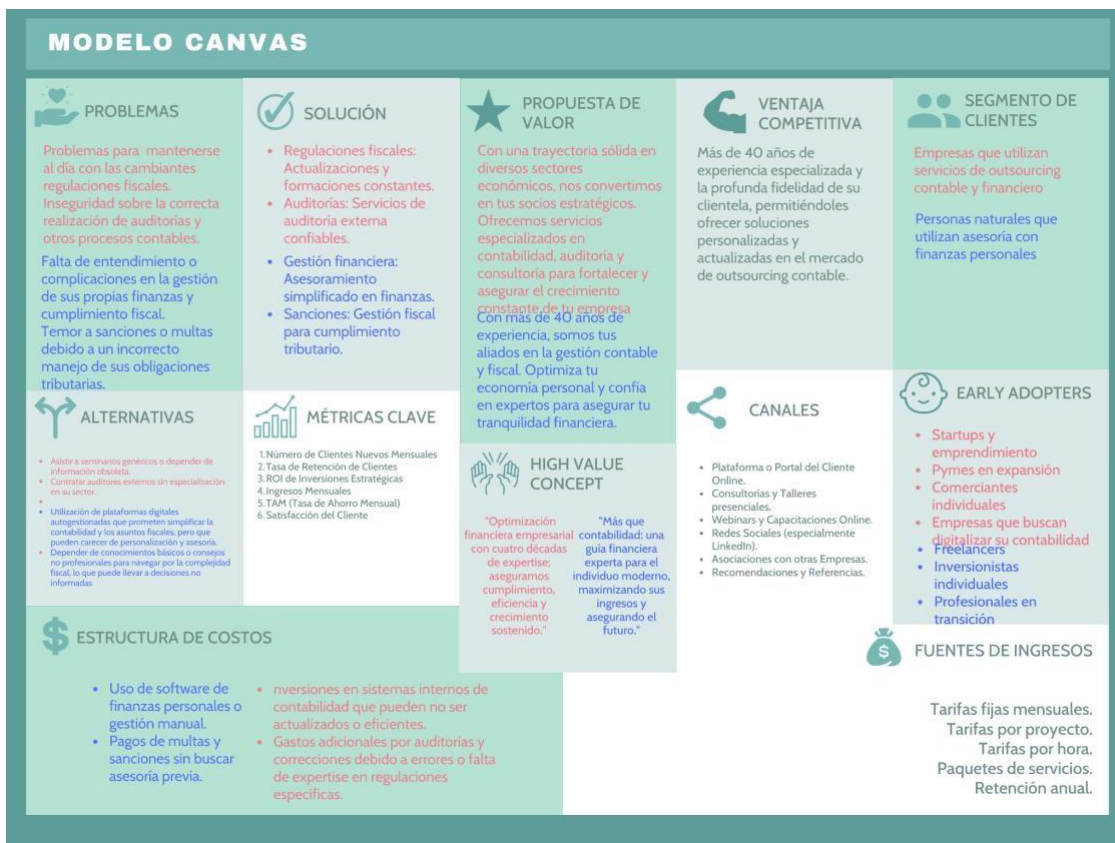 MODELO CANVAS
PROBLEMAS
Problemas para mantenerse
al día con las cambiantes
regulaciones fiscales.
Inseguridad sobre la correcta
realización de auditorías y
otros procesos contables.
Falta de entendimiento o
complicaciones en la gestión
de sus propias finanzas y
cumplimiento fiscal.
Temor a sanciones o multas
debido a un incorrecto
manejo de sus obligaciones
tributarias.
SOLUCIÓN
• Regulaciones fiscales:
Actualizaciones y
formaciones constantes.
• Auditorías: Servicios de
auditoría externa
confiables.
• Gestión financiera:
Asesoramiento
simplificado en finanzas.
• Sanciones: Gestión fiscal
para cumplimiento
tributario.
PROPUESTA DE
VALOR
Con una trayectoria sólida en
diversos sectores
económicos, nos convertimos
en tus socios estratégicos.
Ofrecemos servicios
especializados en
contabilidad, auditoría y
consultoría para fortalecer y
asegurar el crecimiento
constante de tu empresa
Con más de 40 años de
experiencia, somos tus
aliados en la gestión contable
y fiscal. Optimiza tu
economía personal y confía
en expertos para asegurar tu
tranquilidad financiera.
VENTAJA
COMPETITIVA
Más de 40 años de
experiencia especializada y
la profunda fidelidad de su
clientela, permitiéndoles
ofrecer soluciones
personalizadas y
actualizadas en el mercado
de outsourcing contable.
SEGMENTO DE
CLIENTES
Empresas que utilizan
servicios de outsourcing
contable y financiero
Personas naturales que
utilizan asesoría con
finanzas personales
ALTERNATIVAS
• Asistir a seminarios genéricos o depender de
información obsoleta.
• Contratar auditores externos sin especialización
en su sector.
•
• Utilización de plataformas digitales
autogestionadas que prometen simplificar la
contabilidad y los asuntos fiscales, pero que
pueden carecer de personalización y asesoría.
• Depender de conocimientos básicos o consejos
no profesionales para navegar por la complejidad
fiscal, lo que puede llevar a decisiones no
informadas
MÉTRICAS CLAVE
1. Número de Clientes Nuevos Mensuales
2. Tasa de Retención de Clientes
3. ROI de Inversiones Estratégicas
4. Ingresos Mensuales
5. TAM (Tasa de Ahorro Mensual)
6. Satisfacción del Cliente
HIGH VALUE
CONCEPT
"Optimización
financiera empresarial
con cuatro décadas
de expertise;
aseguramos
cumplimiento,
eficiencia y
crecimiento
sostenido."
"Más que
contabilidad: una
guía financiera
experta para el
individuo moderno,
maximizando sus
ingresos y
asegurando el
futuro."
CANALES
• Plataforma o Portal del Cliente
Online.
• Consultorias y Talleres
presenciales.
• Webinars y Capacitaciones Online.
• Redes Sociales (especialmente
LinkedIn).
• Asociaciones con otras Empresas.
• Recomendaciones y Referencias.
EARLY ADOPTERS
• Startups y
emprendimiento
• Pymes en expansión
• Comerciantes
individuales
• Empresas que buscan
digitalizar su contabilidad
• Freelancers
• Inversionistas
individuales
• Profesionales en
transición
ESTRUCTURA DE COSTOS
• Uso de software de
finanzas personales o
gestión manual.
• Pagos de multas y
sanciones sin buscar
asesoría previa.
• nversiones en sistemas internos de
contabilidad que pueden no ser
actualizados o eficientes.
• Gastos adicionales por auditorías y
correcciones debido a errores o falta
de expertise en regulaciones
específicas.
FUENTES DE INGRESOS
Tarifas fijas mensuales.
Tarifas por proyecto.
Tarifas por hora.
Paquetes de servicios.
Retención anual.